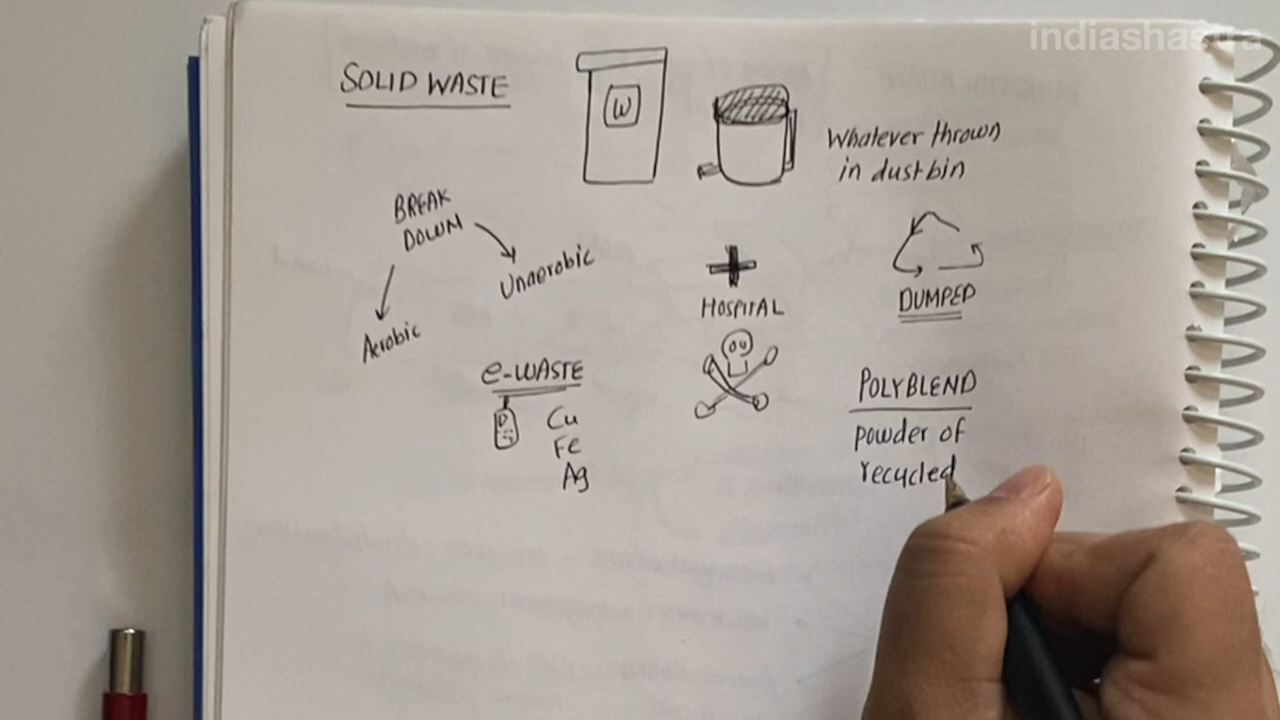 indiashastra
SOLID WASTE
W
Whatever thrown
in dustbin
BREAK
DOWN
Unaerobic
Aerobic
HOSPITAL
DUMPED
e-WASTE
Cu
Fe
Ag
POLYBLEND
powder of
recycled